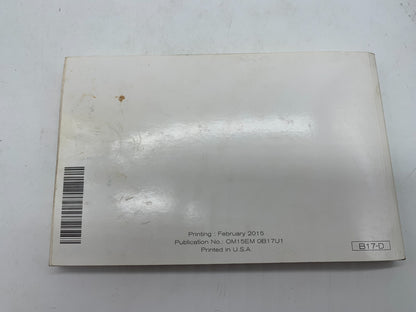 Printing : February 2015
Publication No.: OM15EM 0B17U1
Printed in U.S.A.
B17-D